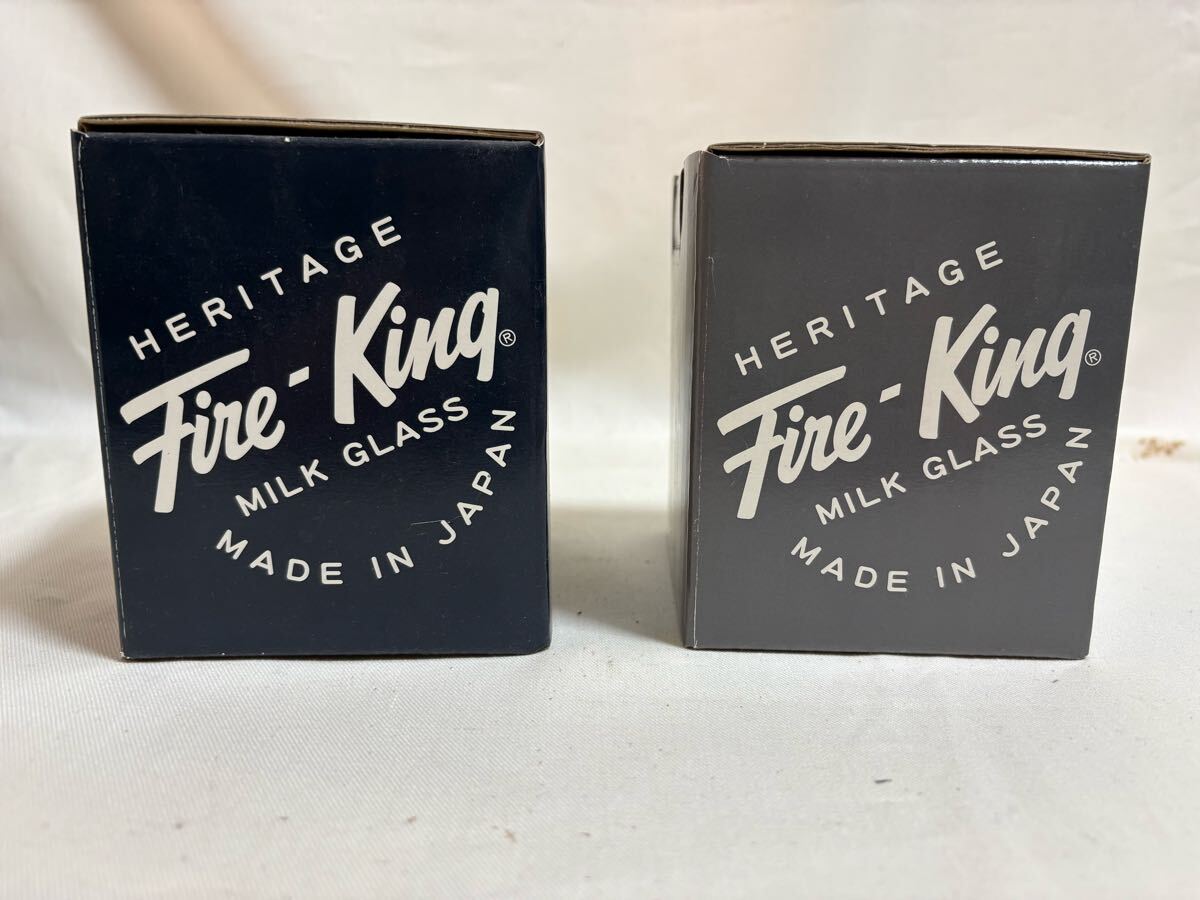 HERITAGE
Fire-King®
MILK GLASS
MADE IN JAPAN
HERITAGE
Fire-King®
MILK GLASS
MADE IN JAPAN